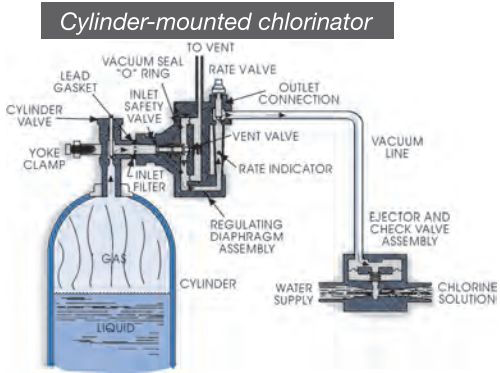 Cylinder-mounted chlorinator
TO VENT
VACUUM SEAL
"O" RING
RATE VALVE
LEAD
GASKET
INLET
SAFETY
VALVE
OUTLET
CONNECTION
CYLINDER
VALVE
VENT VALVE
VACUUM
LINE
YOKE
CLAMP
INLET
FILTER
RATE INDICATOR
REGULATING
DIAPHRAGM
ASSEMBLY
EJECTOR AND
CHECK VALVE
ASSEMBLY
GAS
CYLINDER
WATER
SUPPLY
CHLORINE
SOLUTION
LIQUID